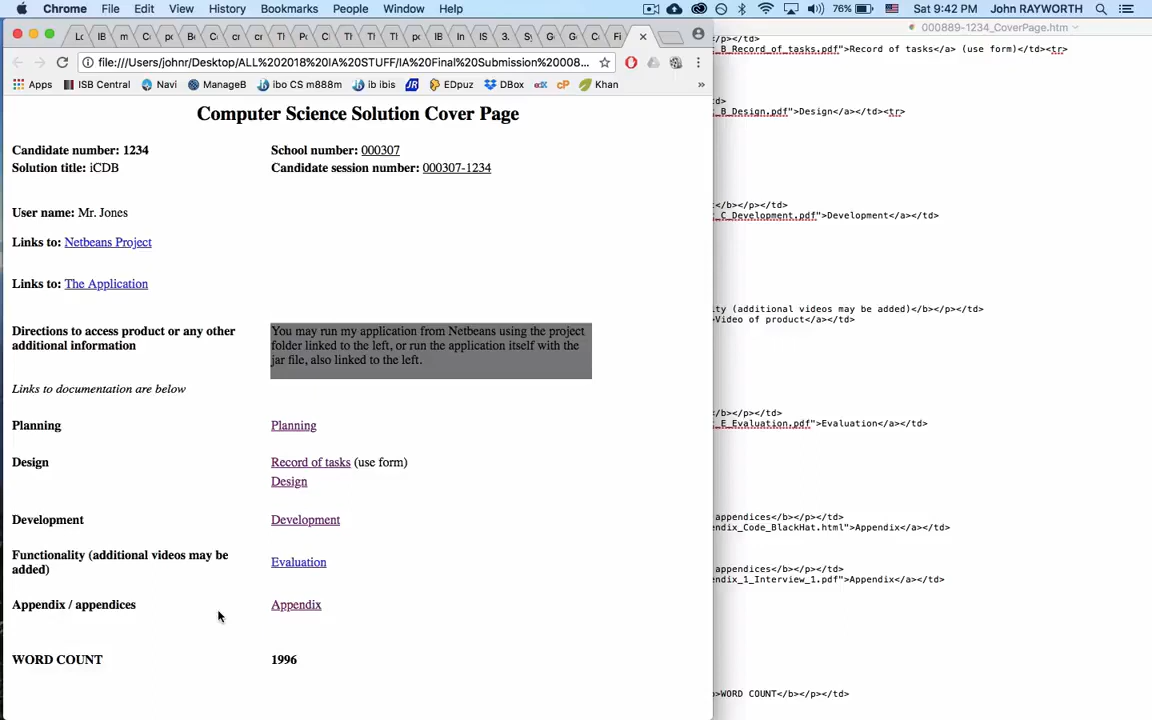 Chrome File Edit View History Bookmarks People Window Help 76% Sat 9:42 PM John RAYWORTH
000889-1234_CoverPage.htm
file:///Users/johnr/Desktop/ALL%202018%20IA%20STUFF/IA%20Final%20Submission%20008...
Apps ISB Central Navi ManageB ibo CS m888m ib ibis EDpuz DBox cP Khan »
Computer Science Solution Cover Page
Candidate number: 1234 School number: 000307
Solution title: iCDB Candidate session number: 000307-1234
User name: Mr. Jones
Links to: Netbeans Project
Links to: The Application
Directions to access product or any other
additional information
You may run my application from Netbeans using the project
folder linked to the left, or run the application itself with the
jar file, also linked to the left.
Links to documentation are below
Planning Planning
Design Record of tasks (use form)
Design
Development Development
Functionality (additional videos may be
added)
Evaluation
Appendix / appendices Appendix
WORD COUNT 1996
/p></td>
_B_Record_of_tasks.pdf">Record of tasks</a> (use form)</td><tr>
d>
_B_Design.pdf">Design</a></td><tr>
</b></p></td>
_C_Development.pdf">Development</a></td>
ty (additional videos may be added)</b></p></td>
>Video of product</a></td>
</b></p></td>
_E_Evaluation.pdf">Evaluation</a></td>
appendices</b></p></td>
endix_Code_BlackHat.html">Appendix</a></td>
appendices</b></p></td>
endix_1_Interview_1.pdf">Appendix</a></td>
>WORD COUNT</b></p></td>